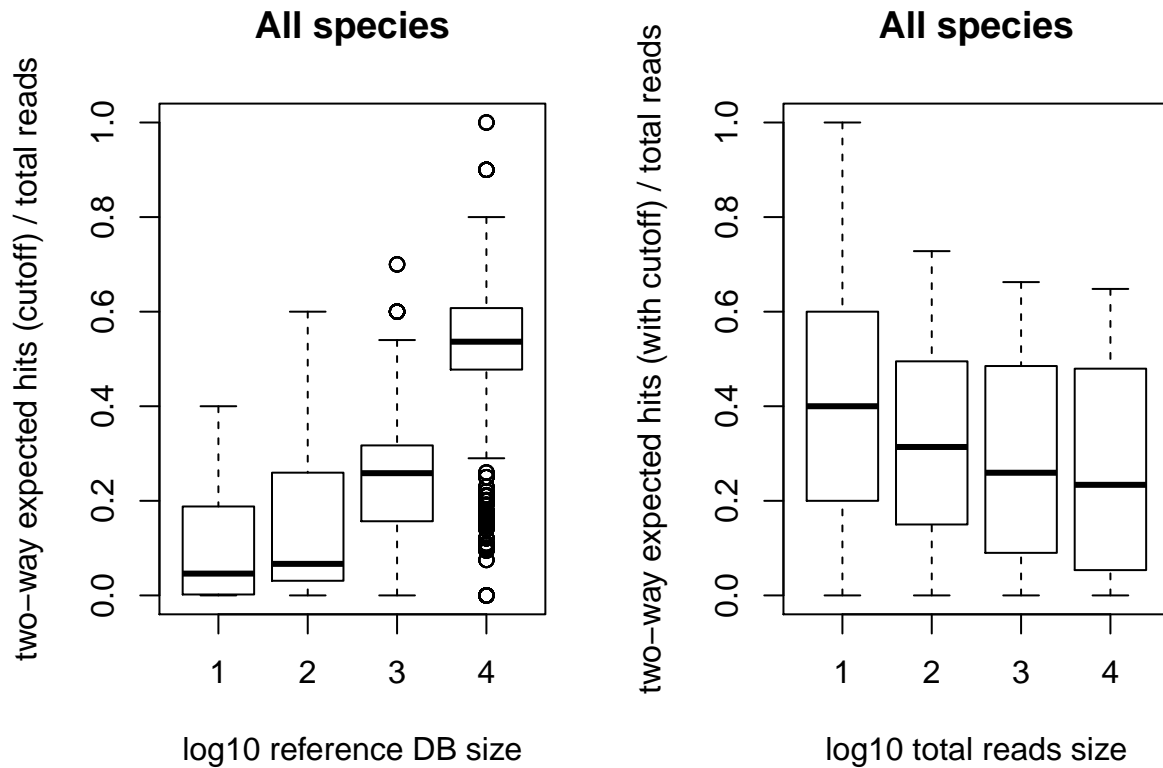 All species
two−way expected hits (cutoff) / total reads
1.0
0.8
0.6
0.4
0.2
0.0
1 2 3 4
log10 reference DB size
All species
two−way expected hits (with cutoff) / total reads
1.0
0.8
0.6
0.4
0.2
0.0
1 2 3 4
log10 total reads size